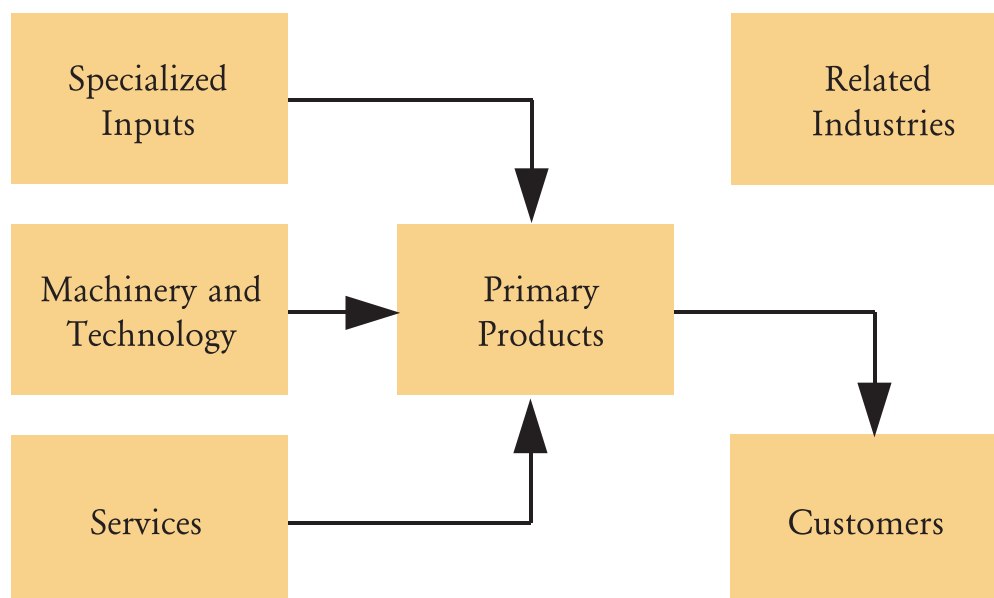 Specialized
Inputs
Related
Industries
Machinery and
Technology
Primary
Products
Services
Customers